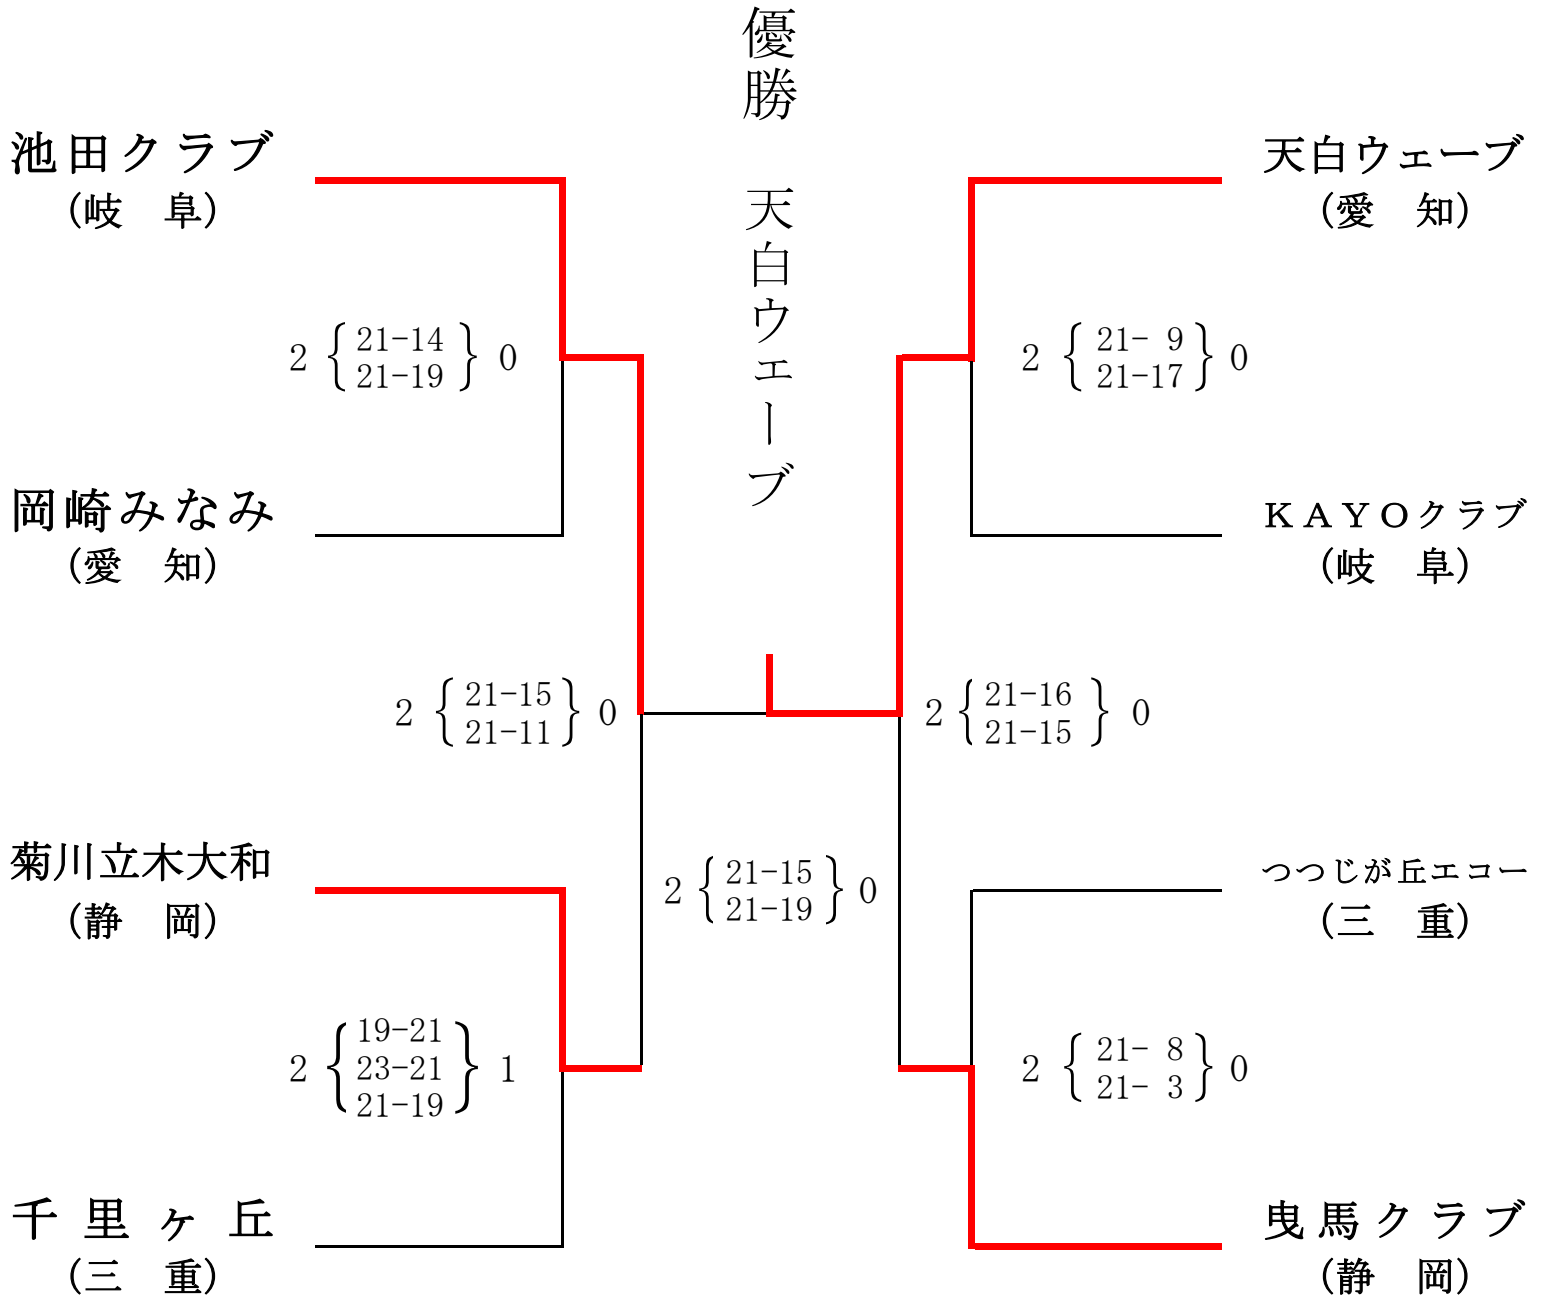 優勝　天白ウェーブ
池田クラブ
(岐　阜)
天白ウェーブ
(愛　知)
2 { 21-14 } 0
21-19
2 { 21- 9 } 0
21-17
岡崎みなみ
(愛　知)
ＫＡＹＯクラブ
(岐　阜)
2 { 21-15 } 0
21-11
2 { 21-16 } 0
21-15
菊川立木大和
(静　岡)
2 { 21-15 } 0
21-19
つつじが丘エコー
(三　重)
2 { 19-21 } 1
23-21
21-19
2 { 21- 8 } 0
21- 3
千里ヶ丘
(三　重)
曳馬クラブ
(静　岡)